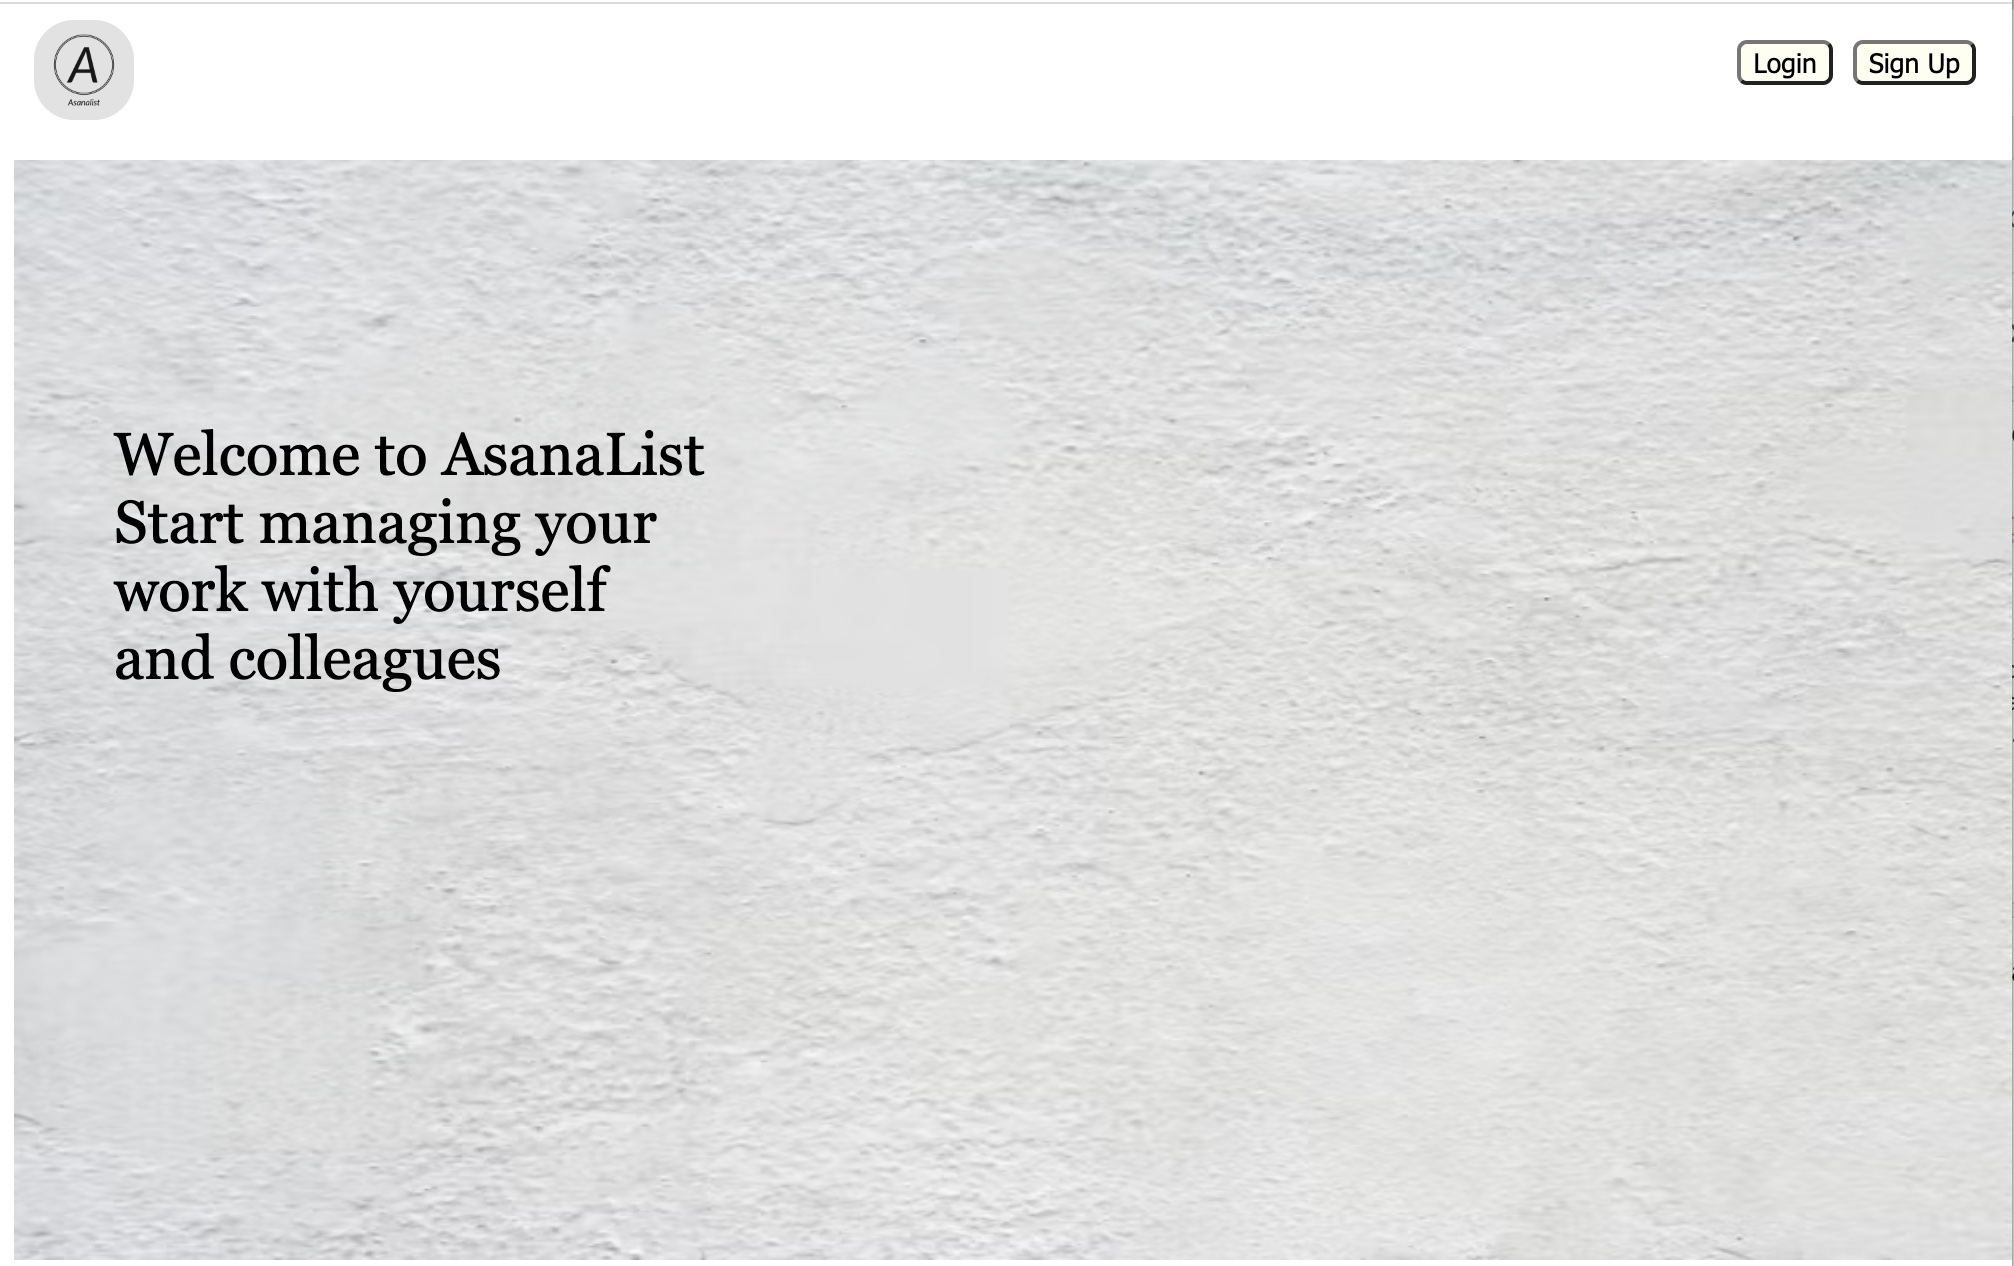 A
Asanalist
Login
Sign Up
Welcome to AsanaList
Start managing your
work with yourself
and colleagues